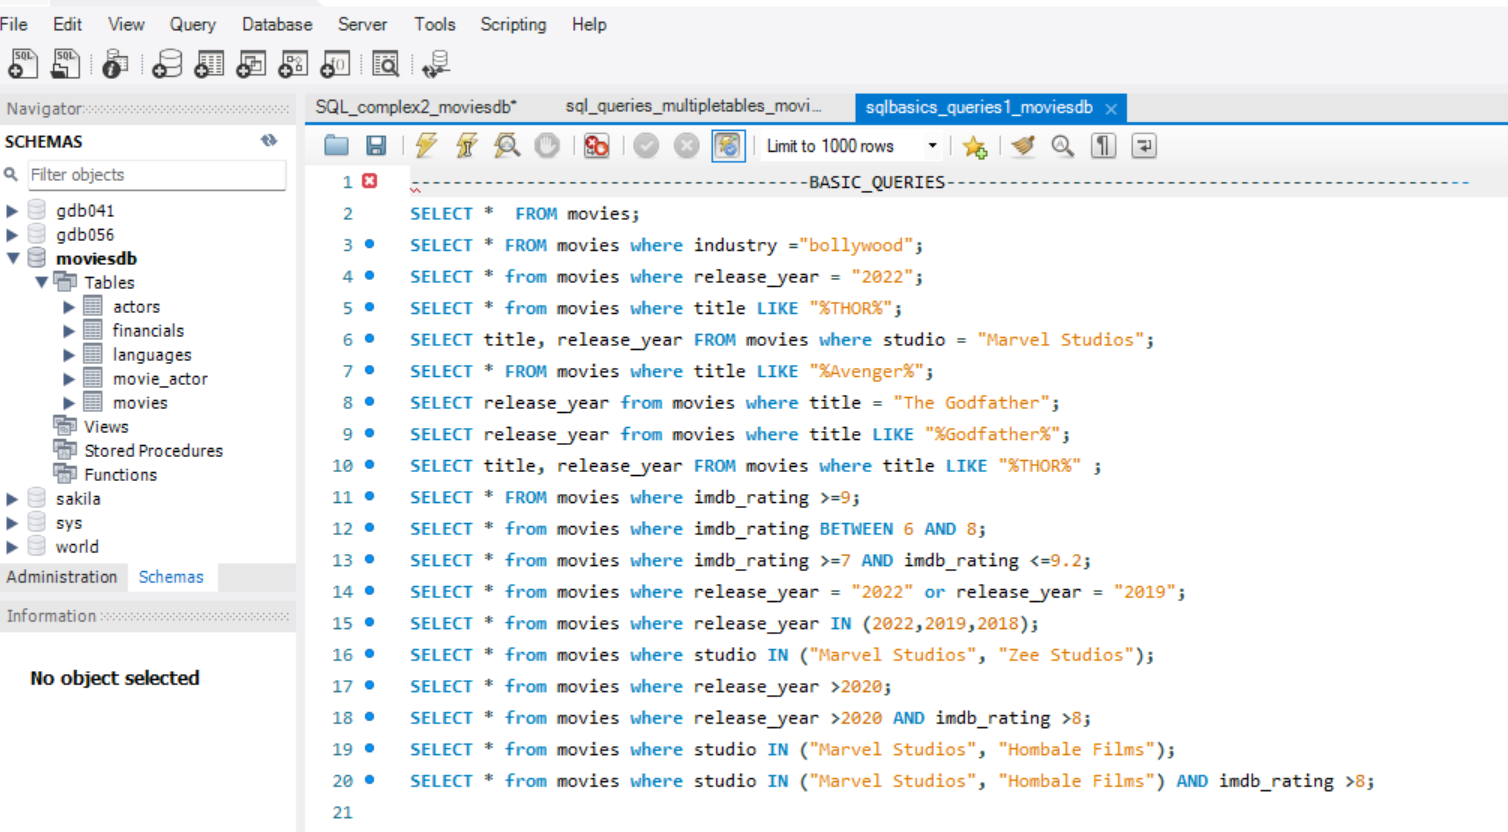 File Edit View Query Database Server Tools Scripting Help
Navigator
SCHEMAS
Filter objects
gdb041
gdb056
moviesdb
Tables
actors
financials
languages
movie_actor
movies
Views
Stored Procedures
Functions
sakila
sys
world
Administration Schemas
Information
No object selected
SQL_complex2_moviesdb* sql_queries_multipletables_movi... sqlbasics_queries1_moviesdb
Limit to 1000 rows
1 --------------------------------------BASIC_QUERIES--------------------------------------------------
2 SELECT *  FROM movies;
3 SELECT * FROM movies where industry ="bollywood";
4 SELECT * from movies where release_year = "2022";
5 SELECT * from movies where title LIKE "%THOR%";
6 SELECT title, release_year FROM movies where studio = "Marvel Studios";
7 SELECT * FROM movies where title LIKE "%Avenger%";
8 SELECT release_year from movies where title = "The Godfather";
9 SELECT release_year from movies where title LIKE "%Godfather%";
10 SELECT title, release_year FROM movies where title LIKE "%THOR%" ;
11 SELECT * FROM movies where imdb_rating >=9;
12 SELECT * from movies where imdb_rating BETWEEN 6 AND 8;
13 SELECT * from movies where imdb_rating >=7 AND imdb_rating <=9.2;
14 SELECT * from movies where release_year = "2022" or release_year = "2019";
15 SELECT * from movies where release_year IN (2022,2019,2018);
16 SELECT * from movies where studio IN ("Marvel Studios", "Zee Studios");
17 SELECT * from movies where release_year >2020;
18 SELECT * from movies where release_year >2020 AND imdb_rating >8;
19 SELECT * from movies where studio IN ("Marvel Studios", "Hombale Films");
20 SELECT * from movies where studio IN ("Marvel Studios", "Hombale Films") AND imdb_rating >8;
21